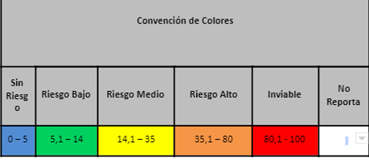 Convención de Colores
Sin Riesgo Riesgo Bajo Riesgo Medio Riesgo Alto Inviable No Reporta
0 – 5 5,1 – 14 14,1 – 35 35,1 – 80 80,1 - 100